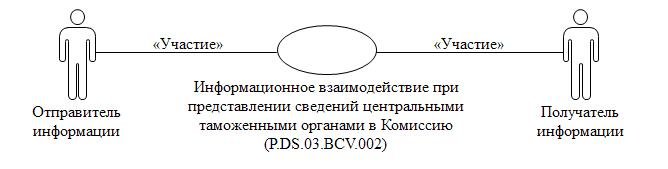 «Участие»
«Участие»
Отправитель
информации
Информационное взаимодействие при
представлении сведений центральными
таможенными органами в Комиссию
(P.DS.03.BCV.002)
Получатель
информации